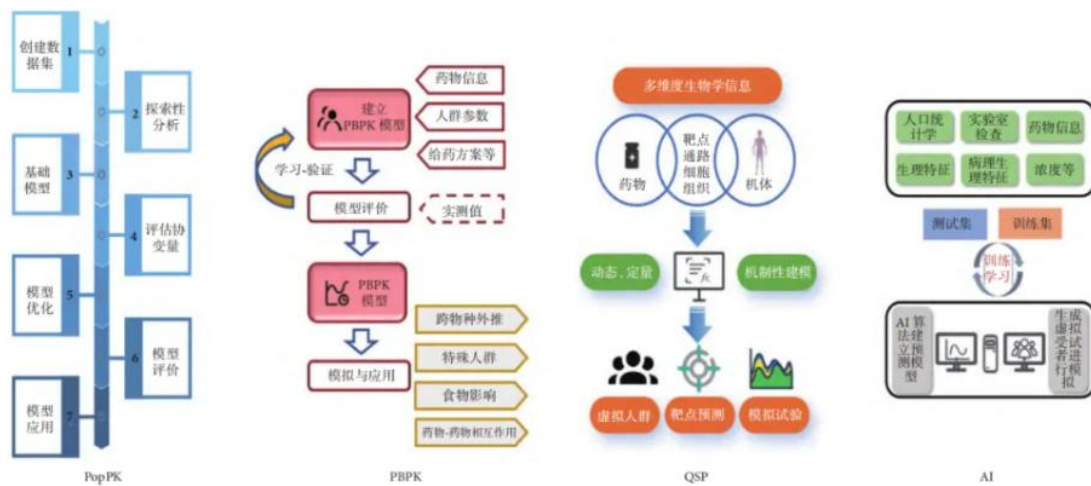 创建数
据集
1
2
探索性
分析
基础
模型
3
4
评估协
变量
模型
优化
5
6
模型
评价
模型
应用
7
PopPK
建立
PBPK 模型
药物信息
人群参数
给药方案等
学习-验证
模型评价
实测值
PBPK
模型
模拟与应用
跨物种外推
特殊人群
食物影响
药物-药物相互作用
PBPK
多维度生物学信息
药物
靶点
通路
细胞
组织
机体
动态、定量
机制性建模
虚拟人群
靶点预测
模拟试验
QSP
人口统
计学
实验室
检查
药物信息
生理特征
病理生
理特征
浓度等
测试集
训练集
训练
学习
AI 算
法建
立预
测模型
生成
虚拟
受试
者进
行模拟
AI